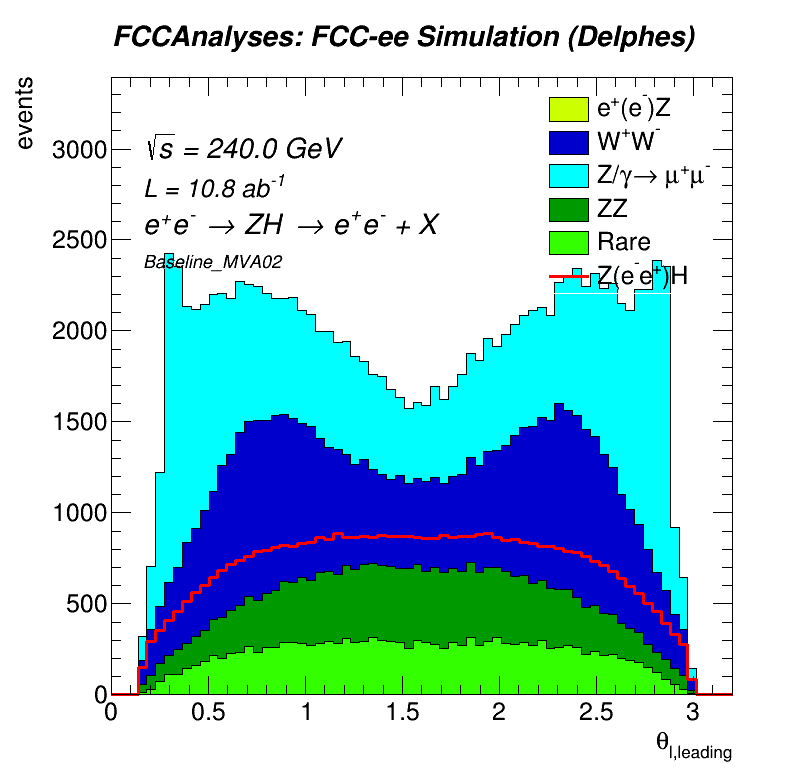 FCCAnalyses: FCC-ee Simulation (Delphes)
events
√s = 240.0 GeV
L = 10.8 ab⁻¹
e⁺e⁻ → ZH → e⁺e⁻ + X
Baseline_MVA02
e⁺(e⁻)Z
W⁺W⁻
Z/γ→ μ⁺μ⁻
ZZ
Rare
Z(e⁻e⁺)H
3000
2500
2000
1500
1000
500
0
0 0.5 1 1.5 2 2.5 3
θl,leading